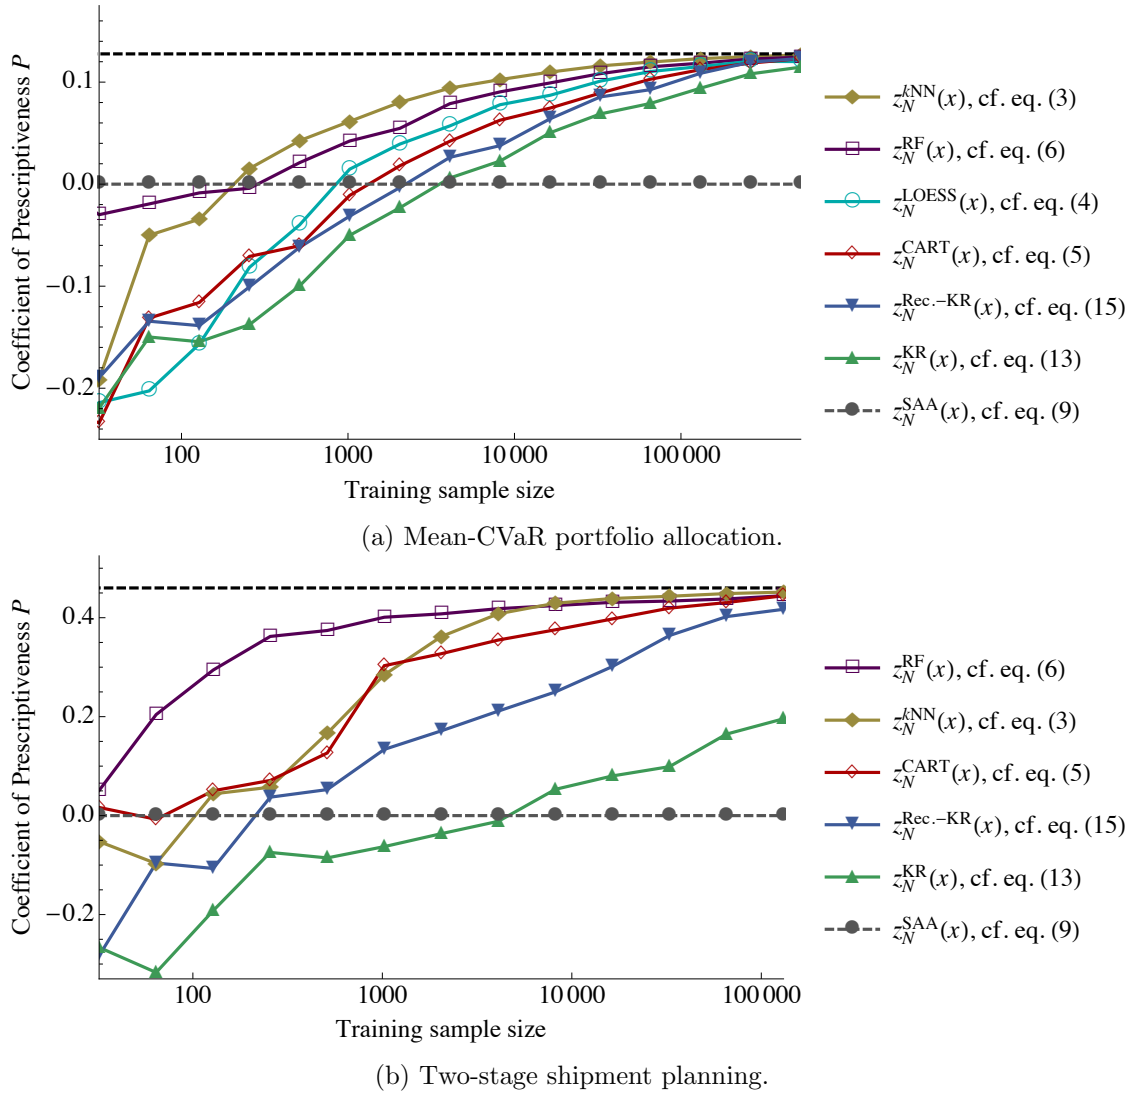 Coefficient of Prescriptiveness P
0.1
0.0
−0.1
−0.2
100
1000
10 000
100 000
Training sample size
z_N^{kNN}(x), cf. eq. (3)
z_N^{RF}(x), cf. eq. (6)
z_N^{LOESS}(x), cf. eq. (4)
z_N^{CART}(x), cf. eq. (5)
z_N^{Rec.−KR}(x), cf. eq. (15)
z_N^{KR}(x), cf. eq. (13)
z_N^{SAA}(x), cf. eq. (9)
(a) Mean-CVaR portfolio allocation.
Coefficient of Prescriptiveness P
0.4
0.2
0.0
−0.2
100
1000
10 000
100 000
Training sample size
z_N^{RF}(x), cf. eq. (6)
z_N^{kNN}(x), cf. eq. (3)
z_N^{CART}(x), cf. eq. (5)
z_N^{Rec.−KR}(x), cf. eq. (15)
z_N^{KR}(x), cf. eq. (13)
z_N^{SAA}(x), cf. eq. (9)
(b) Two-stage shipment planning.